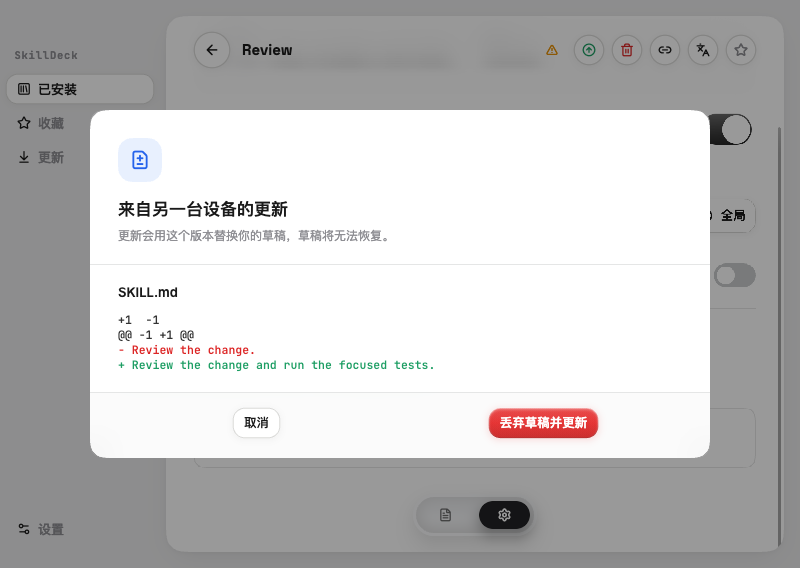 SkillDeck
Review
已安装
收藏
更新
全局
来自另一台设备的更新
更新会用这个版本替换你的草稿，草稿将无法恢复。
SKILL.md
+1 -1
@@ -1 +1 @@
- Review the change.
+ Review the change and run the focused tests.
取消
丢弃草稿并更新
设置